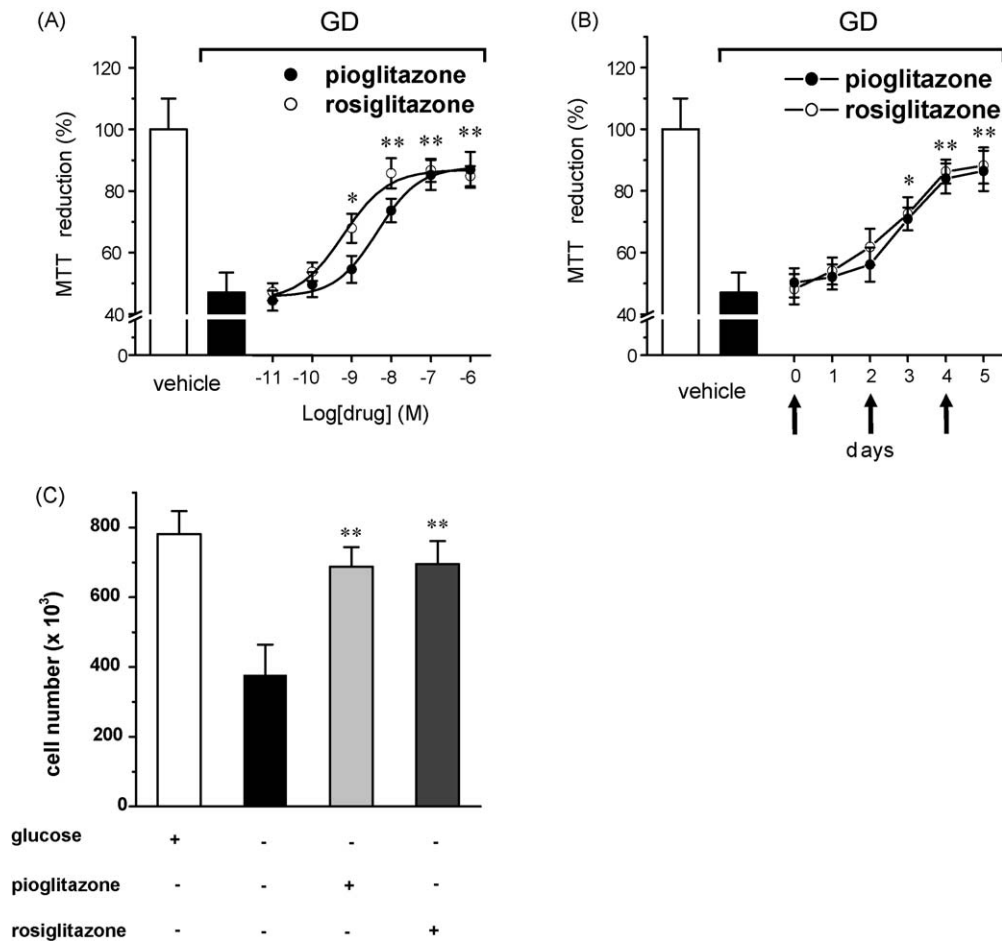 (A)
GD
120
100
80
60
40
0
MTT reduction (%)
pioglitazone
rosiglitazone
*
**
**
**
vehicle
-11 -10 -9 -8 -7 -6
Log[drug] (M)
(B)
GD
120
100
80
60
40
0
MTT reduction (%)
pioglitazone
rosiglitazone
*
**
**
vehicle
0 1 2 3 4 5
days
(C)
800
600
400
200
0
cell number (x 10³)
**
**
glucose + - - -
pioglitazone - - + -
rosiglitazone - - - +